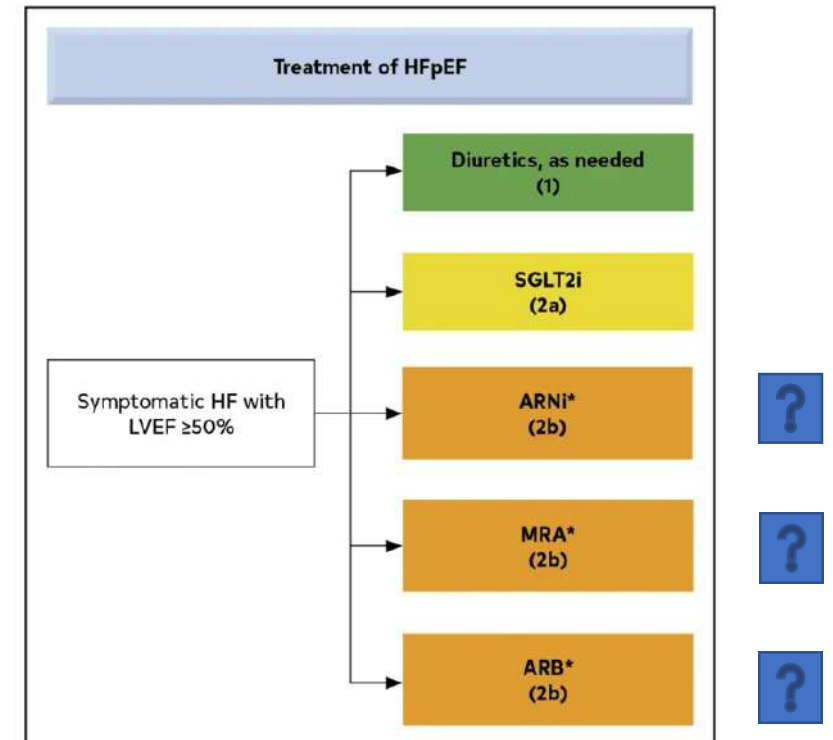 Treatment of HFpEF
Diuretics, as needed
(1)
SGLT2i
(2a)
Symptomatic HF with
LVEF ≥50%
ARNi*
(2b)
?
MRA*
(2b)
?
ARB*
(2b)
?